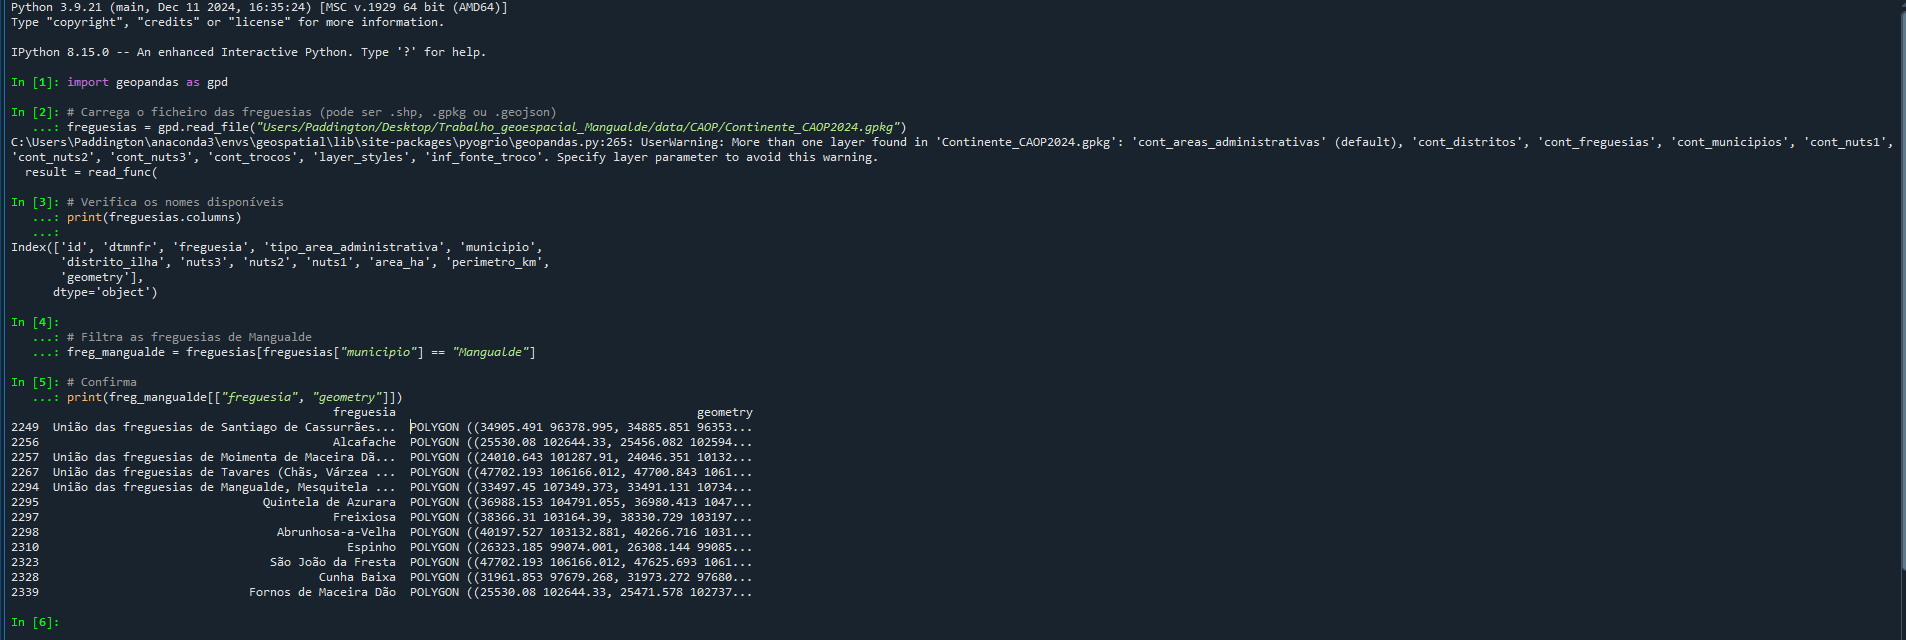 Python 3.9.21 (main, Dec 11 2024, 16:35:24) [MSC v.1929 64 bit (AMD64)]
Type "copyright", "credits" or "license" for more information.

IPython 8.15.0 -- An enhanced Interactive Python. Type '?' for help.

In [1]: import geopandas as gpd

In [2]: # Carrega o ficheiro das freguesias (pode ser .shp, .gpkg ou .geojson)
   ...: freguesias = gpd.read_file("Users/Paddington/Desktop/Trabalho_geoespacial_Mangualde/data/CAOP/Continente_CAOP2024.gpkg")
C:\Users\Paddington\anaconda3\envs\geospatial\lib\site-packages\pyogrio\geopandas.py:265: UserWarning: More than one layer found in 'Continente_CAOP2024.gpkg': 'cont_areas_administrativas' (default), 'cont_distritos', 'cont_freguesias', 'cont_municipios', 'cont_nuts1',
'cont_nuts2', 'cont_nuts3', 'cont_trocos', 'layer_styles', 'inf_fonte_troco'. Specify layer parameter to avoid this warning.
  result = read_func(

In [3]: # Verifica os nomes disponíveis
   ...: print(freguesias.columns)
   ...:
Index(['id', 'dtmnfr', 'freguesia', 'tipo_area_administrativa', 'municipio',
       'distrito_ilha', 'nuts3', 'nuts2', 'nuts1', 'area_ha', 'perimetro_km',
       'geometry'],
      dtype='object')

In [4]:
   ...: # Filtra as freguesias de Mangualde
   ...: freg_mangualde = freguesias[freguesias["municipio"] == "Mangualde"]

In [5]: # Confirma
   ...: print(freg_mangualde[["freguesia", "geometry"]])
                                              freguesia                                           geometry
2249  União das freguesias de Santiago de Cassurrães...  POLYGON ((34905.491 96378.995, 34885.851 96353...
2256                                          Alcafache  POLYGON ((25530.08 102644.33, 25456.082 102594...
2257  União das freguesias de Moimenta de Maceira Dã...  POLYGON ((24010.643 101287.91, 24046.351 10132...
2267  União das freguesias de Tavares (Chãs, Várzea ...  POLYGON ((47702.193 106166.012, 47700.843 1061...
2294  União das freguesias de Mangualde, Mesquitela ...  POLYGON ((33497.45 107349.373, 33491.131 10734...
2295                                Quintela de Azurara  POLYGON ((36988.153 104791.055, 36980.413 1047...
2297                                          Freixiosa  POLYGON ((38366.31 103164.39, 38330.729 103197...
2298                                  Abrunhosa-a-Velha  POLYGON ((40197.527 103132.881, 40266.716 1031...
2310                                            Espinho  POLYGON ((26323.185 99074.001, 26308.144 99085...
2323                                 São João da Fresta  POLYGON ((47702.193 106166.012, 47625.693 1061...
2328                                        Cunha Baixa  POLYGON ((31961.853 97679.268, 31973.272 97680...
2339                              Fornos de Maceira Dão  POLYGON ((25530.08 102644.33, 25471.578 102737...

In [6]: